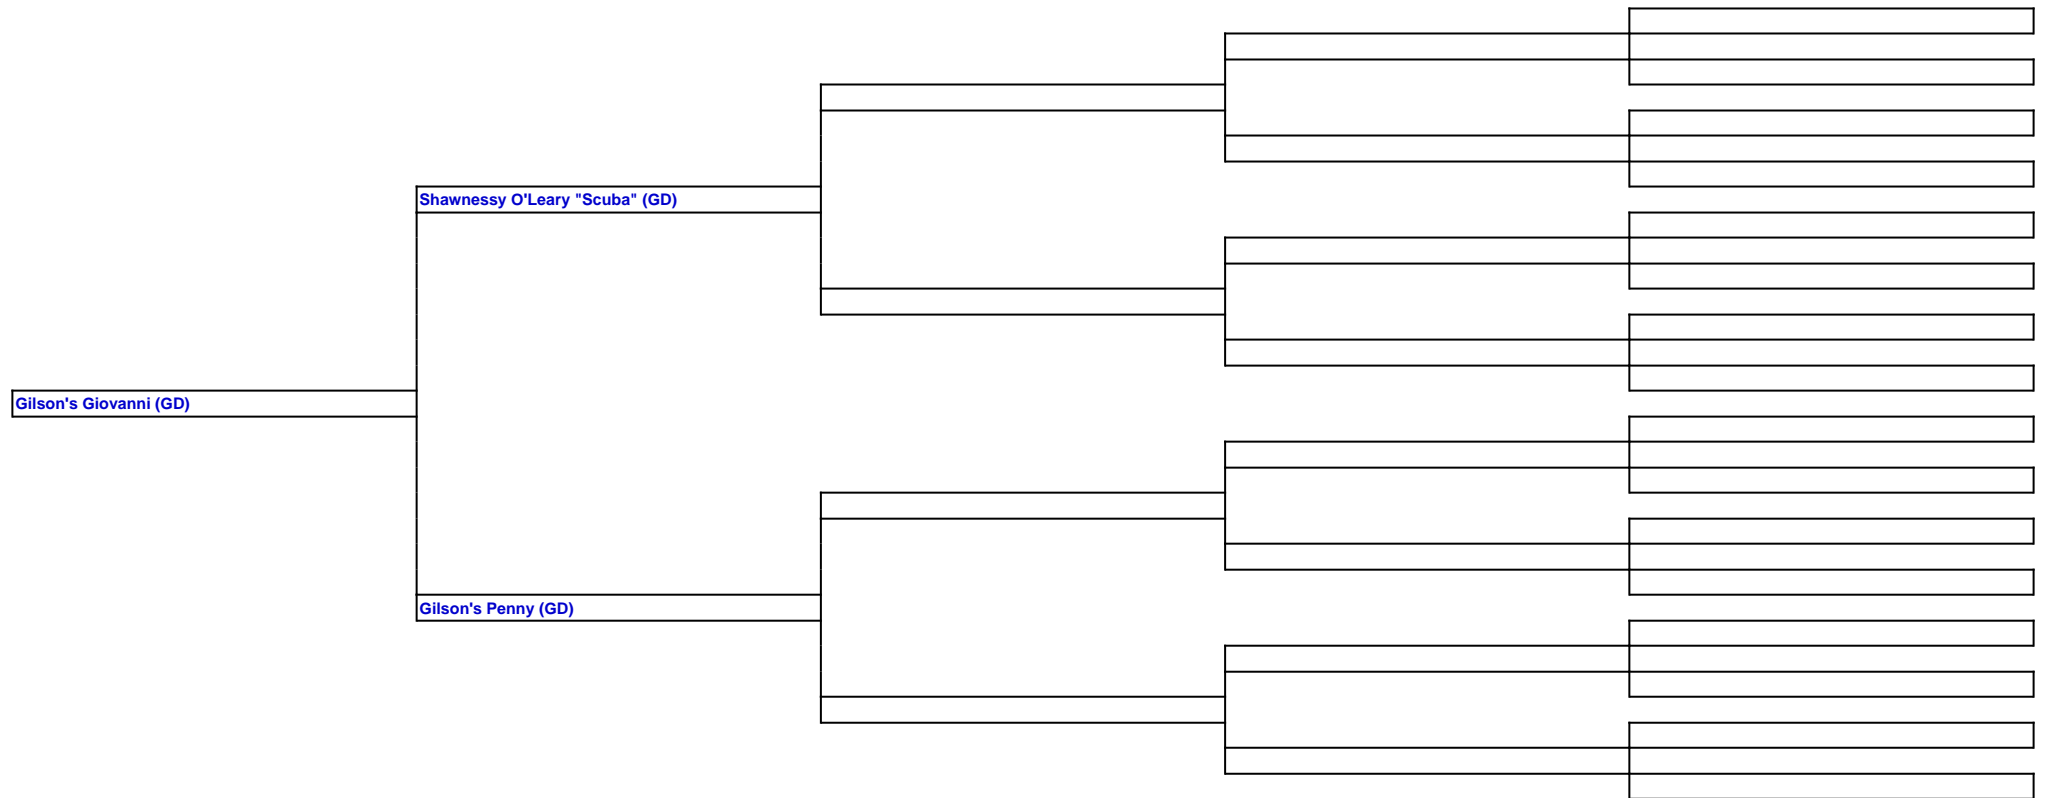 Shawnessy O'Leary "Scuba" (GD)
Gilson's Giovanni (GD)
Gilson's Penny (GD)